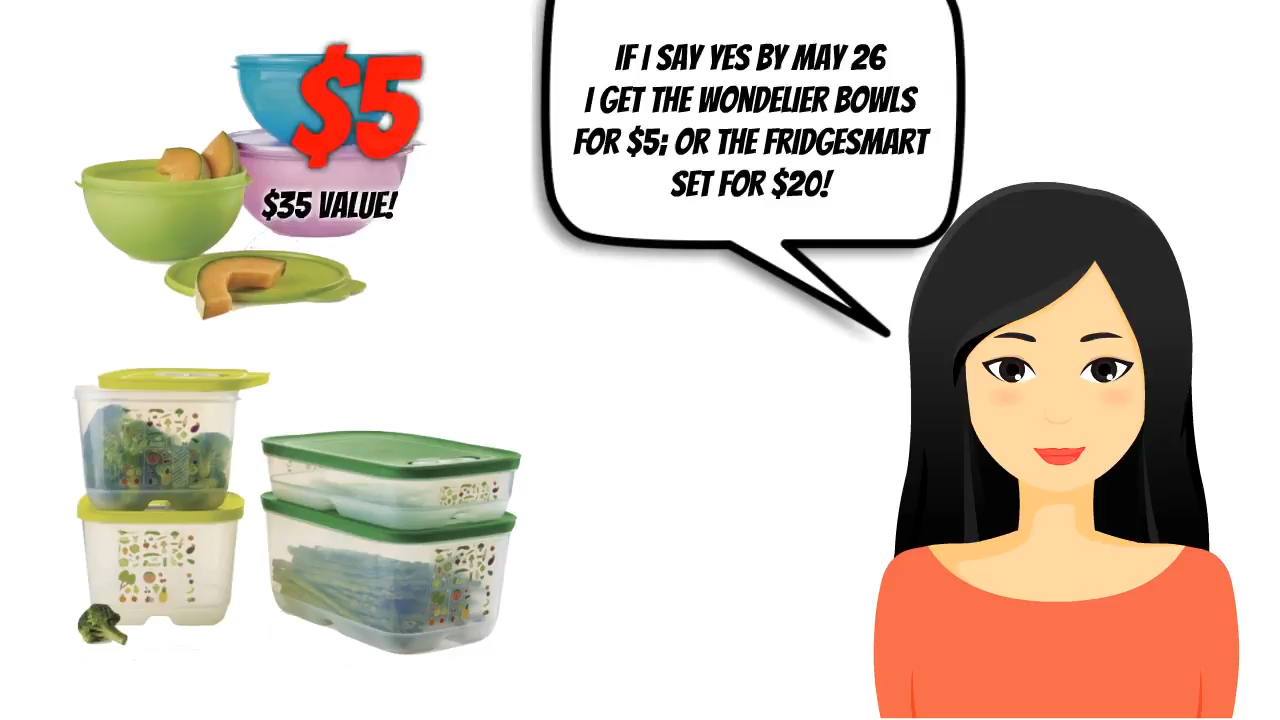 $5
$35 VALUE!
IF I SAY YES BY MAY 26
I GET THE WONDELIER BOWLS
FOR $5; OR THE FRIDGESMART
SET FOR $20!